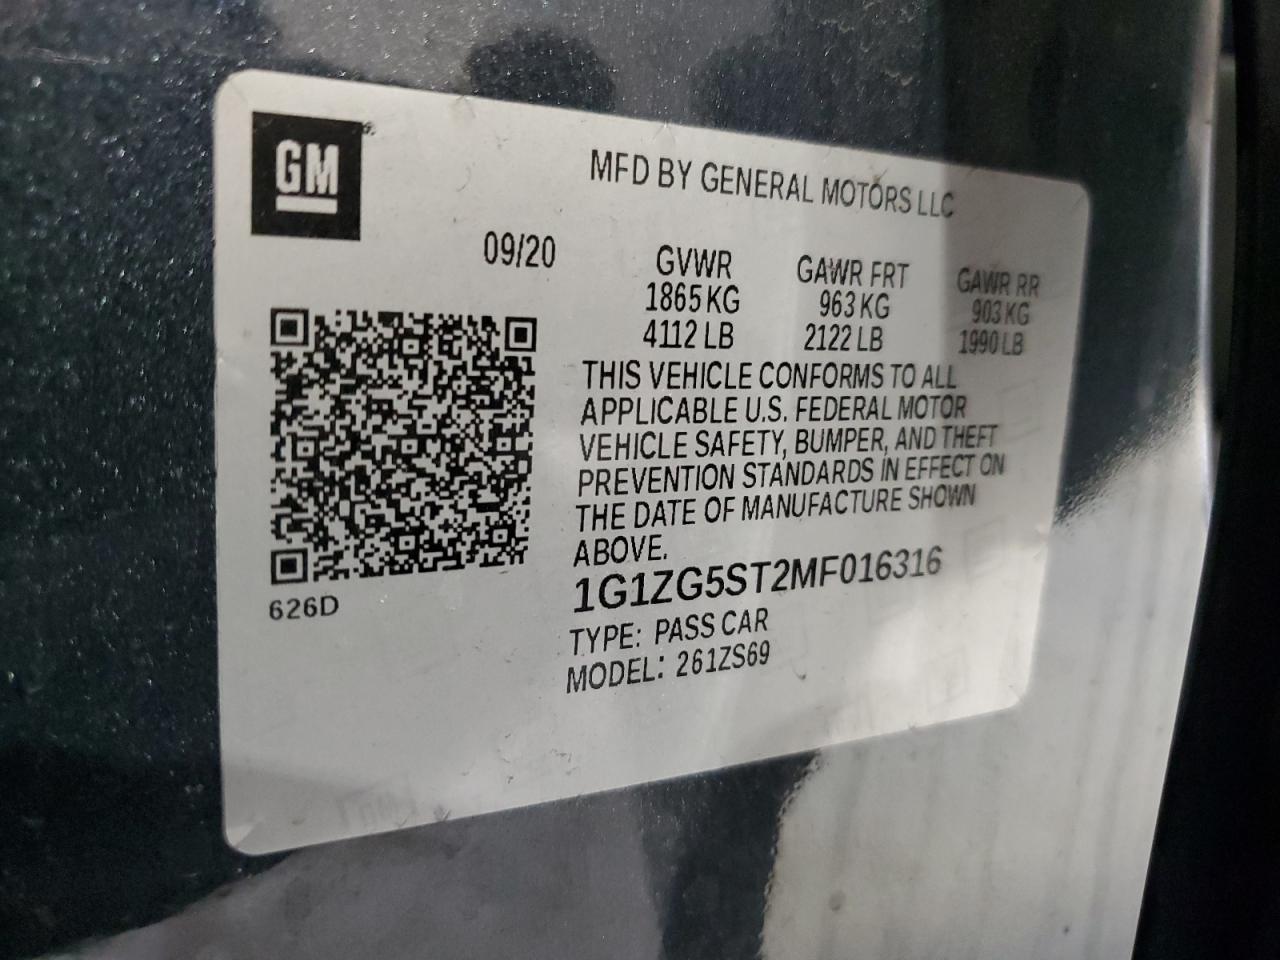 GM
MFD BY GENERAL MOTORS LLC
09/20
GVWR GAWR FRT GAWR RR
1865 KG 963 KG 903 KG
4112 LB 2122 LB 1990 LB
THIS VEHICLE CONFORMS TO ALL
APPLICABLE U.S. FEDERAL MOTOR
VEHICLE SAFETY, BUMPER, AND THEFT
PREVENTION STANDARDS IN EFFECT ON
THE DATE OF MANUFACTURE SHOWN
ABOVE.
1G1ZG5ST2MF016316
626D
TYPE: PASS CAR
MODEL: 261ZS69